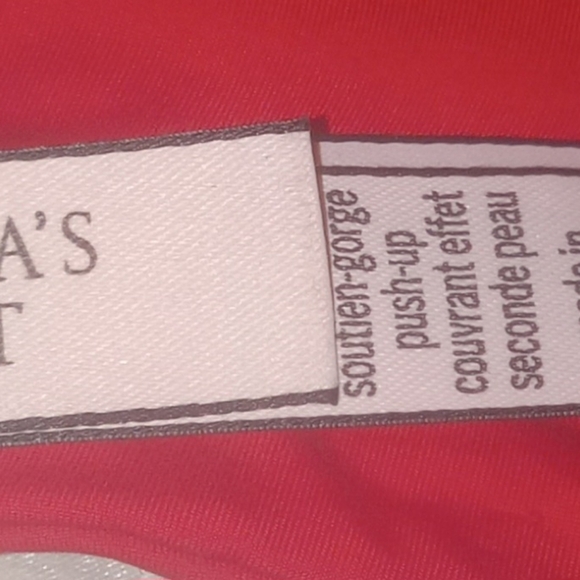 A'S
T
soutien-gorge
push-up
couvrant effet
seconde peau